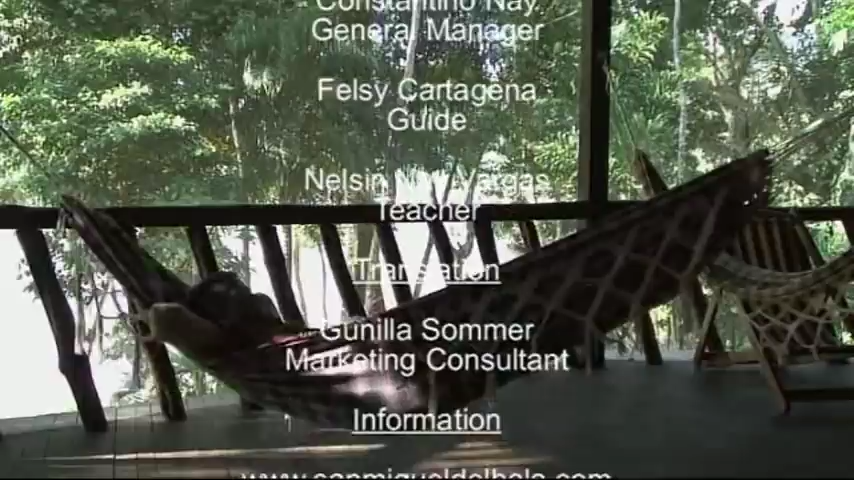 Constantino Nay
General Manager
Felsy Cartagena
Guide
Nelsin Vargas
Teacher
Translation
Gunilla Sommer
Marketing Consultant
Information